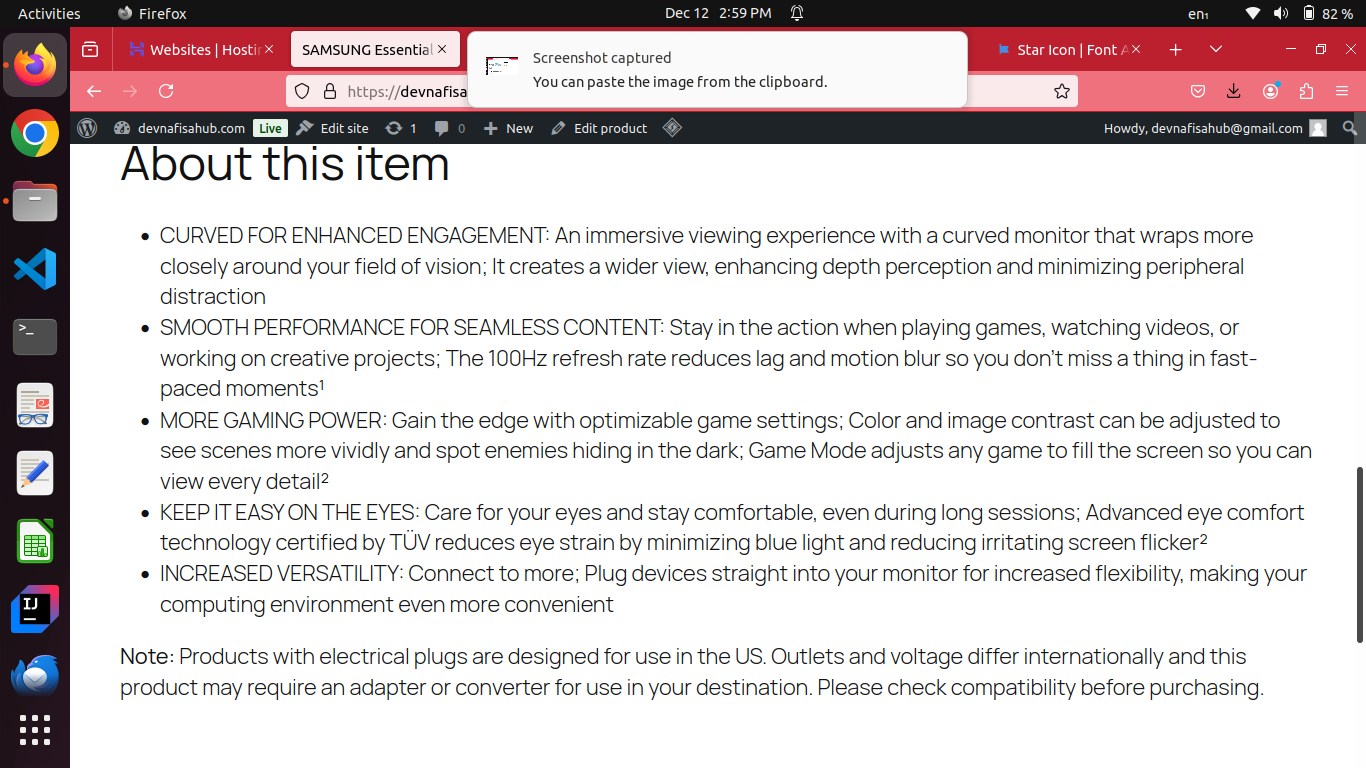 Activities
Firefox
Dec 12 2:59 PM
en₁
82 %
Websites | Hostin
SAMSUNG Essential
Screenshot captured
You can paste the image from the clipboard.
Star Icon | Font A
https://devnafisa
devnafisahub.com
Live
Edit site
1
0
New
Edit product
Howdy, devnafisahub@gmail.com
About this item
• CURVED FOR ENHANCED ENGAGEMENT: An immersive viewing experience with a curved monitor that wraps more
closely around your field of vision; It creates a wider view, enhancing depth perception and minimizing peripheral
distraction
• SMOOTH PERFORMANCE FOR SEAMLESS CONTENT: Stay in the action when playing games, watching videos, or
working on creative projects; The 100Hz refresh rate reduces lag and motion blur so you don't miss a thing in fast-
paced moments¹
• MORE GAMING POWER: Gain the edge with optimizable game settings; Color and image contrast can be adjusted to
see scenes more vividly and spot enemies hiding in the dark; Game Mode adjusts any game to fill the screen so you can
view every detail²
• KEEP IT EASY ON THE EYES: Care for your eyes and stay comfortable, even during long sessions; Advanced eye comfort
technology certified by TÜV reduces eye strain by minimizing blue light and reducing irritating screen flicker²
• INCREASED VERSATILITY: Connect to more; Plug devices straight into your monitor for increased flexibility, making your
computing environment even more convenient
Note: Products with electrical plugs are designed for use in the US. Outlets and voltage differ internationally and this
product may require an adapter or converter for use in your destination. Please check compatibility before purchasing.